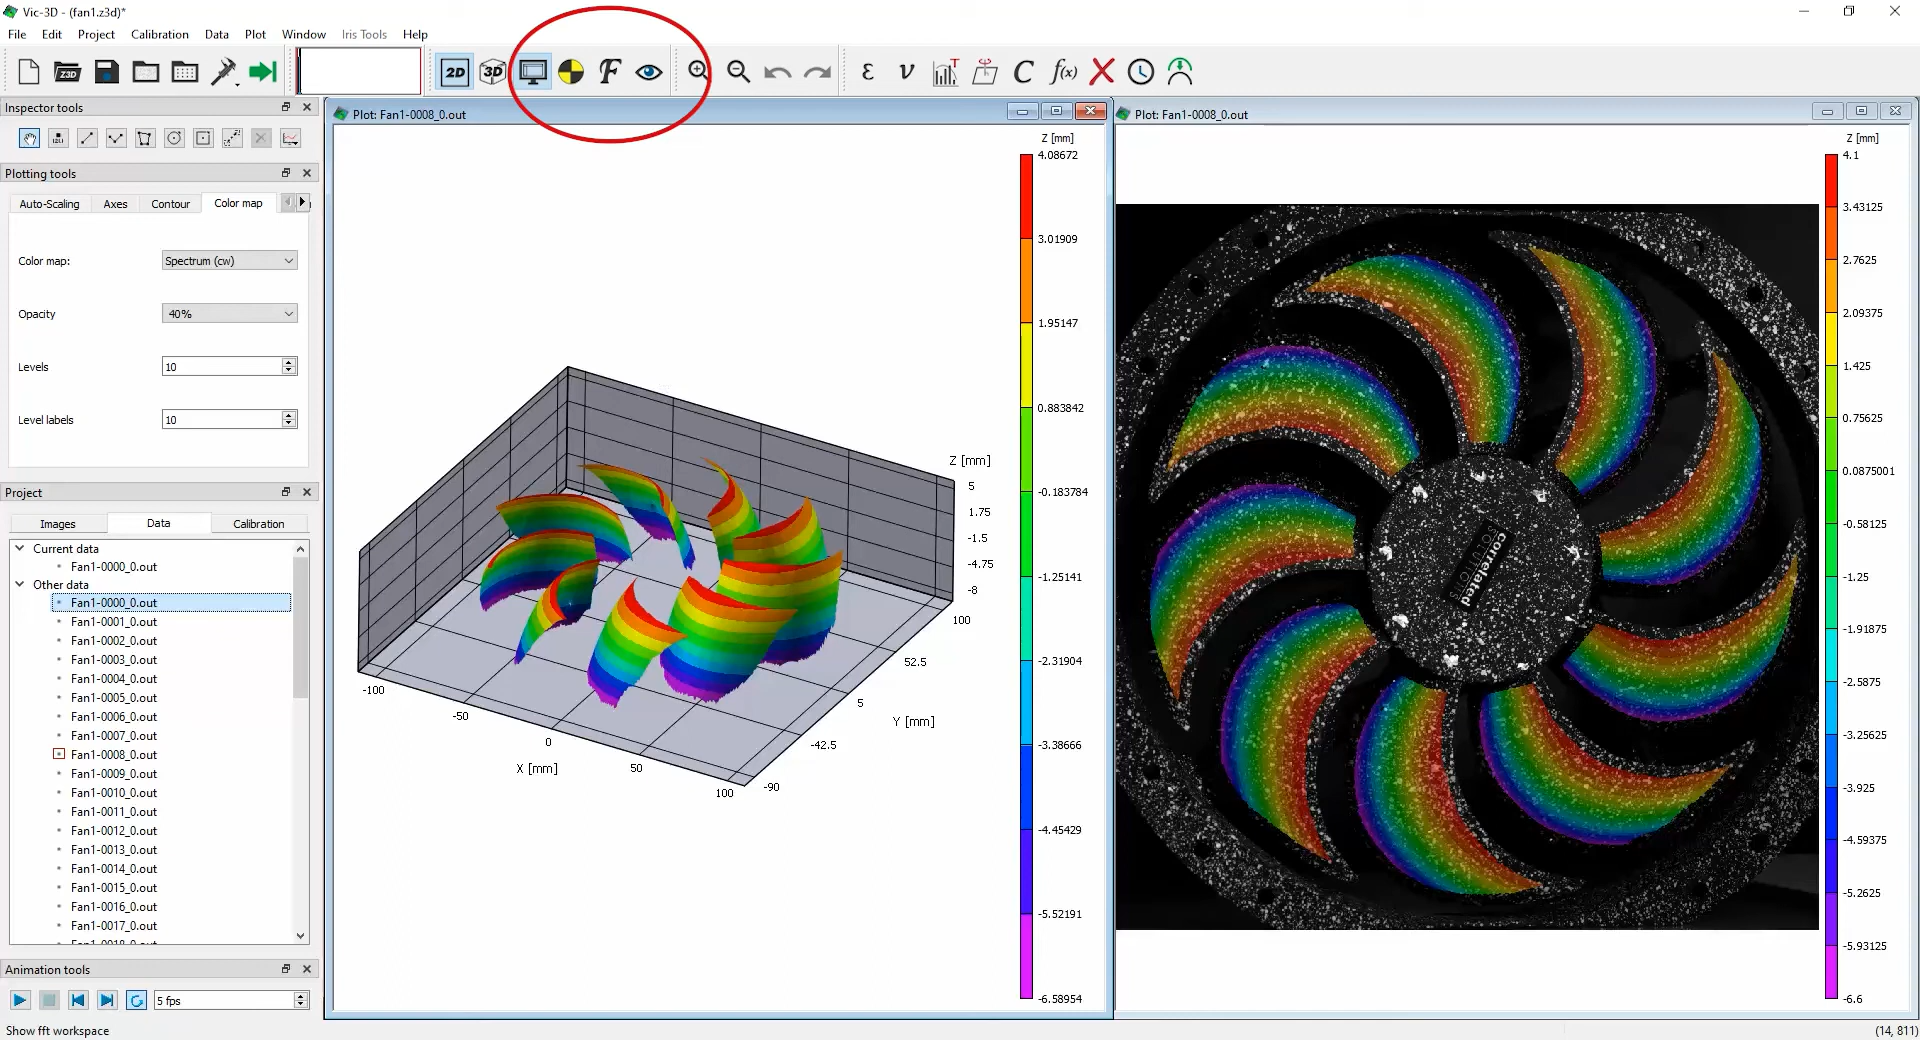 Vic-3D - (fan1.z3d)*
File Edit Project Calibration Data Plot Window Iris Tools Help
Z3D 2D 3D F ε ν T C f(x)
Inspector tools
Plotting tools
Auto-Scaling Axes Contour Color map
Color map: Spectrum (cw)
Opacity 40%
Levels 10
Level labels 10
Project
Images Data Calibration
Current data
Fan1-0000_0.out
Other data
Fan1-0000_0.out
Fan1-0001_0.out
Fan1-0002_0.out
Fan1-0003_0.out
Fan1-0004_0.out
Fan1-0005_0.out
Fan1-0006_0.out
Fan1-0007_0.out
Fan1-0008_0.out
Fan1-0009_0.out
Fan1-0010_0.out
Fan1-0011_0.out
Fan1-0012_0.out
Fan1-0013_0.out
Fan1-0014_0.out
Fan1-0015_0.out
Fan1-0016_0.out
Fan1-0017_0.out
Animation tools
5 fps
Show fft workspace
Plot: Fan1-0008_0.out
Z [mm]
4.08672
3.01909
1.95147
0.883842
-0.183784
-1.25141
-2.31904
-3.38666
-4.45429
-5.52191
-6.58954
Z [mm]
5
1.75
-1.5
-4.75
-8
100
52.5
5
Y [mm]
-42.5
-90
-100
-50
0
X [mm]
50
100
Plot: Fan1-0008_0.out
Z [mm]
4.1
3.43125
2.7625
2.09375
1.425
0.75625
0.0875001
-0.58125
-1.25
-1.91875
-2.5875
-3.25625
-3.925
-4.59375
-5.2625
-5.93125
-6.6
correlated
(14, 811)